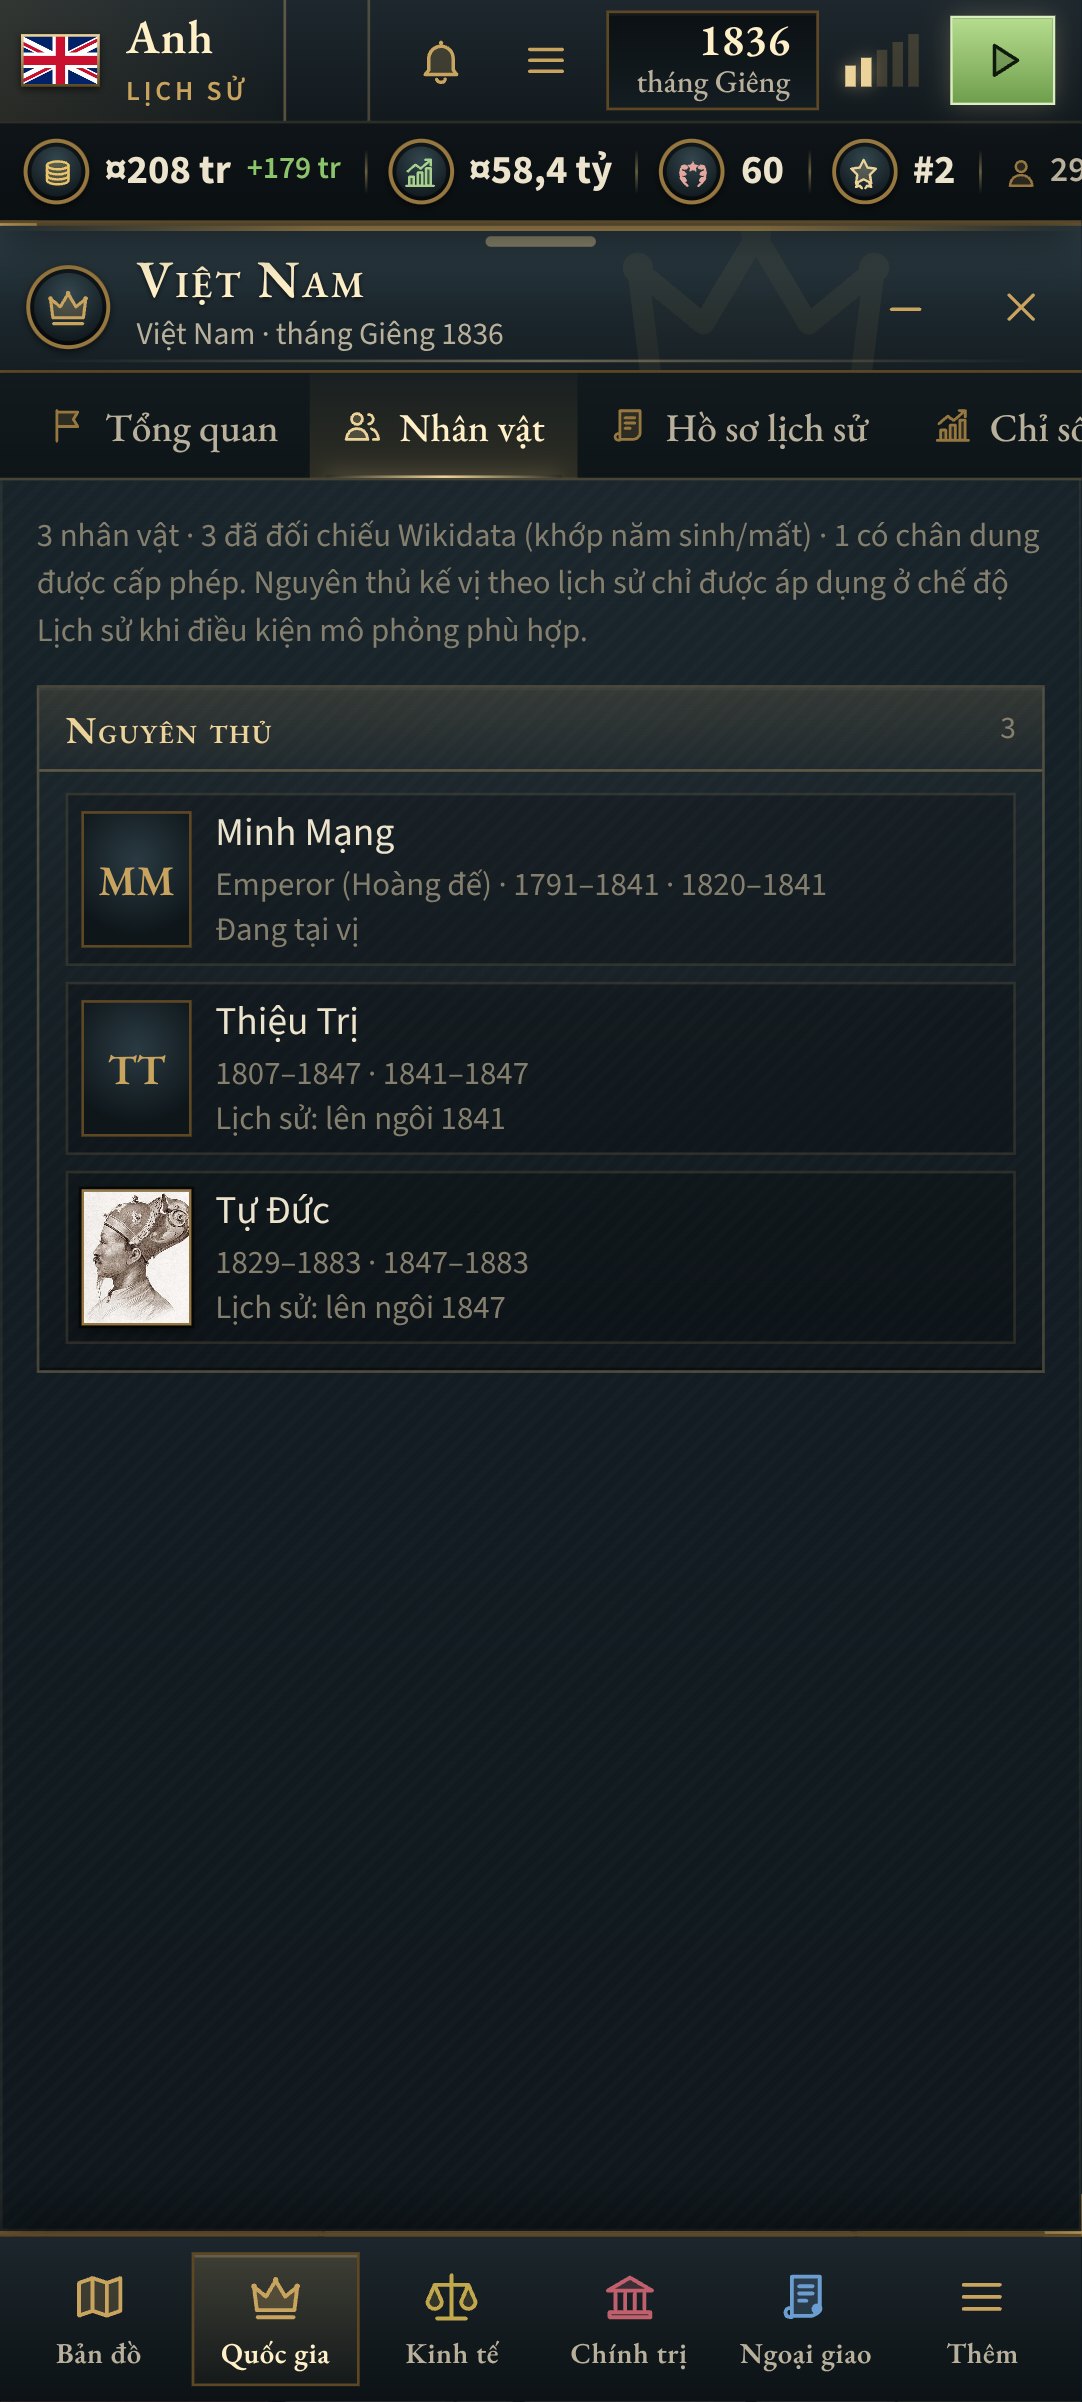 Anh
LỊCH SỬ
1836
tháng Giêng
¤208 tr +179 tr
¤58,4 tỷ
60
#2
29
Việt Nam
Việt Nam · tháng Giêng 1836
Tổng quan
Nhân vật
Hồ sơ lịch sử
Chỉ số
3 nhân vật · 3 đã đối chiếu Wikidata (khớp năm sinh/mất) · 1 có chân dung
được cấp phép. Nguyên thủ kế vị theo lịch sử chỉ được áp dụng ở chế độ
Lịch sử khi điều kiện mô phỏng phù hợp.
Nguyên thủ 3
MM
Minh Mạng
Emperor (Hoàng đế) · 1791–1841 · 1820–1841
Đang tại vị
TT
Thiệu Trị
1807–1847 · 1841–1847
Lịch sử: lên ngôi 1841
Tự Đức
1829–1883 · 1847–1883
Lịch sử: lên ngôi 1847
Bản đồ
Quốc gia
Kinh tế
Chính trị
Ngoại giao
Thêm